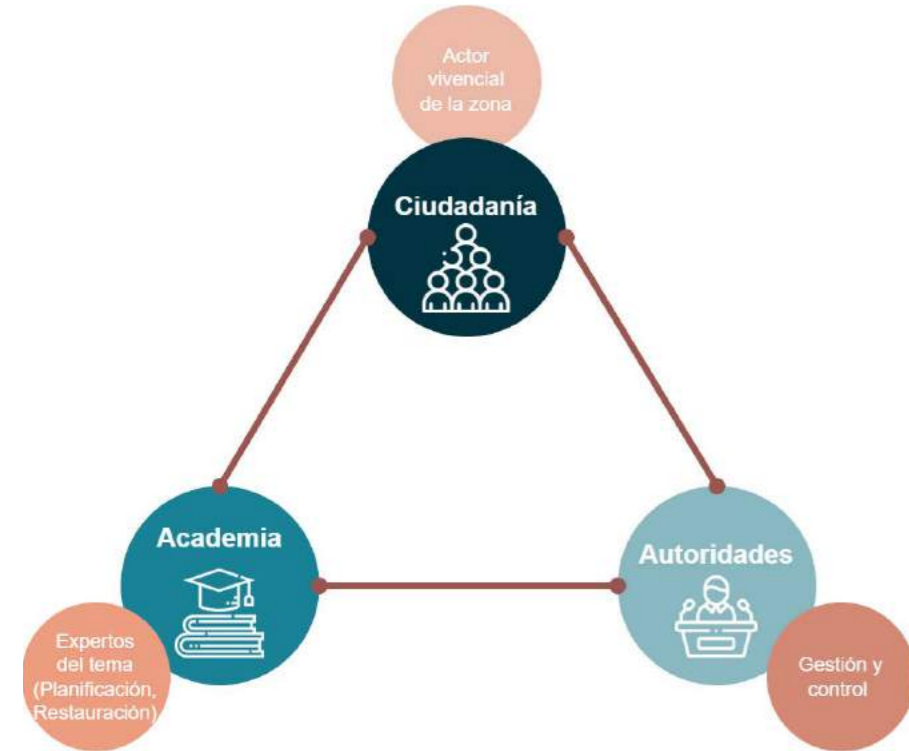 Actor
vivencial
de la zona
Ciudadanía
Academia
Expertos
del tema
(Planificación,
Restauración)
Autoridades
Gestión y
control